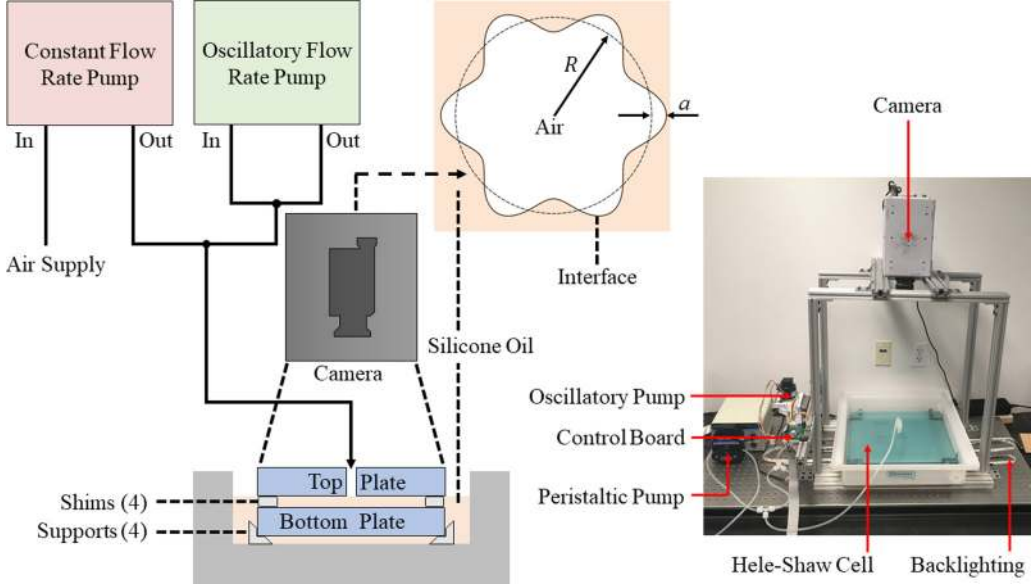 Constant Flow
Rate Pump
Oscillatory Flow
Rate Pump
In
Out
In
Out
Air Supply
R
a
Air
Interface
Camera
Silicone Oil
Top Plate
Bottom Plate
Shims (4)
Supports (4)
Camera
Oscillatory Pump
Control Board
Peristaltic Pump
Hele-Shaw Cell
Backlighting